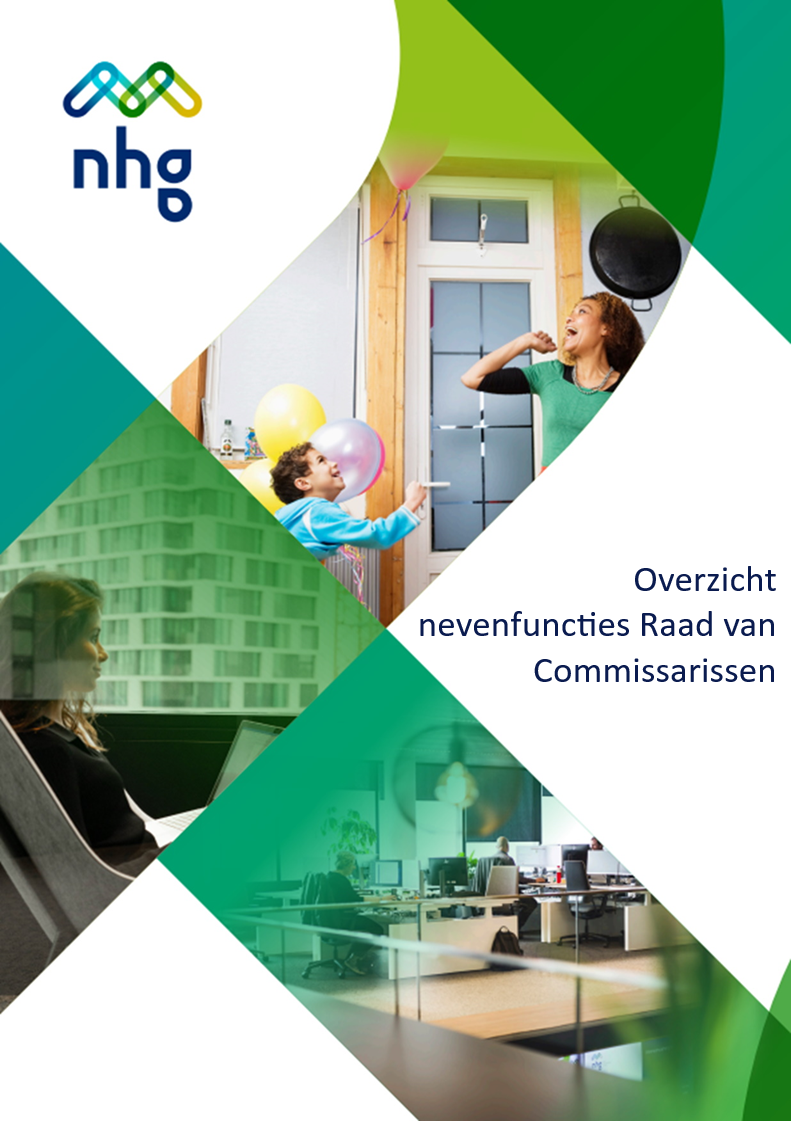 nhg
Overzicht
nevenfuncties Raad van
Commissarissen